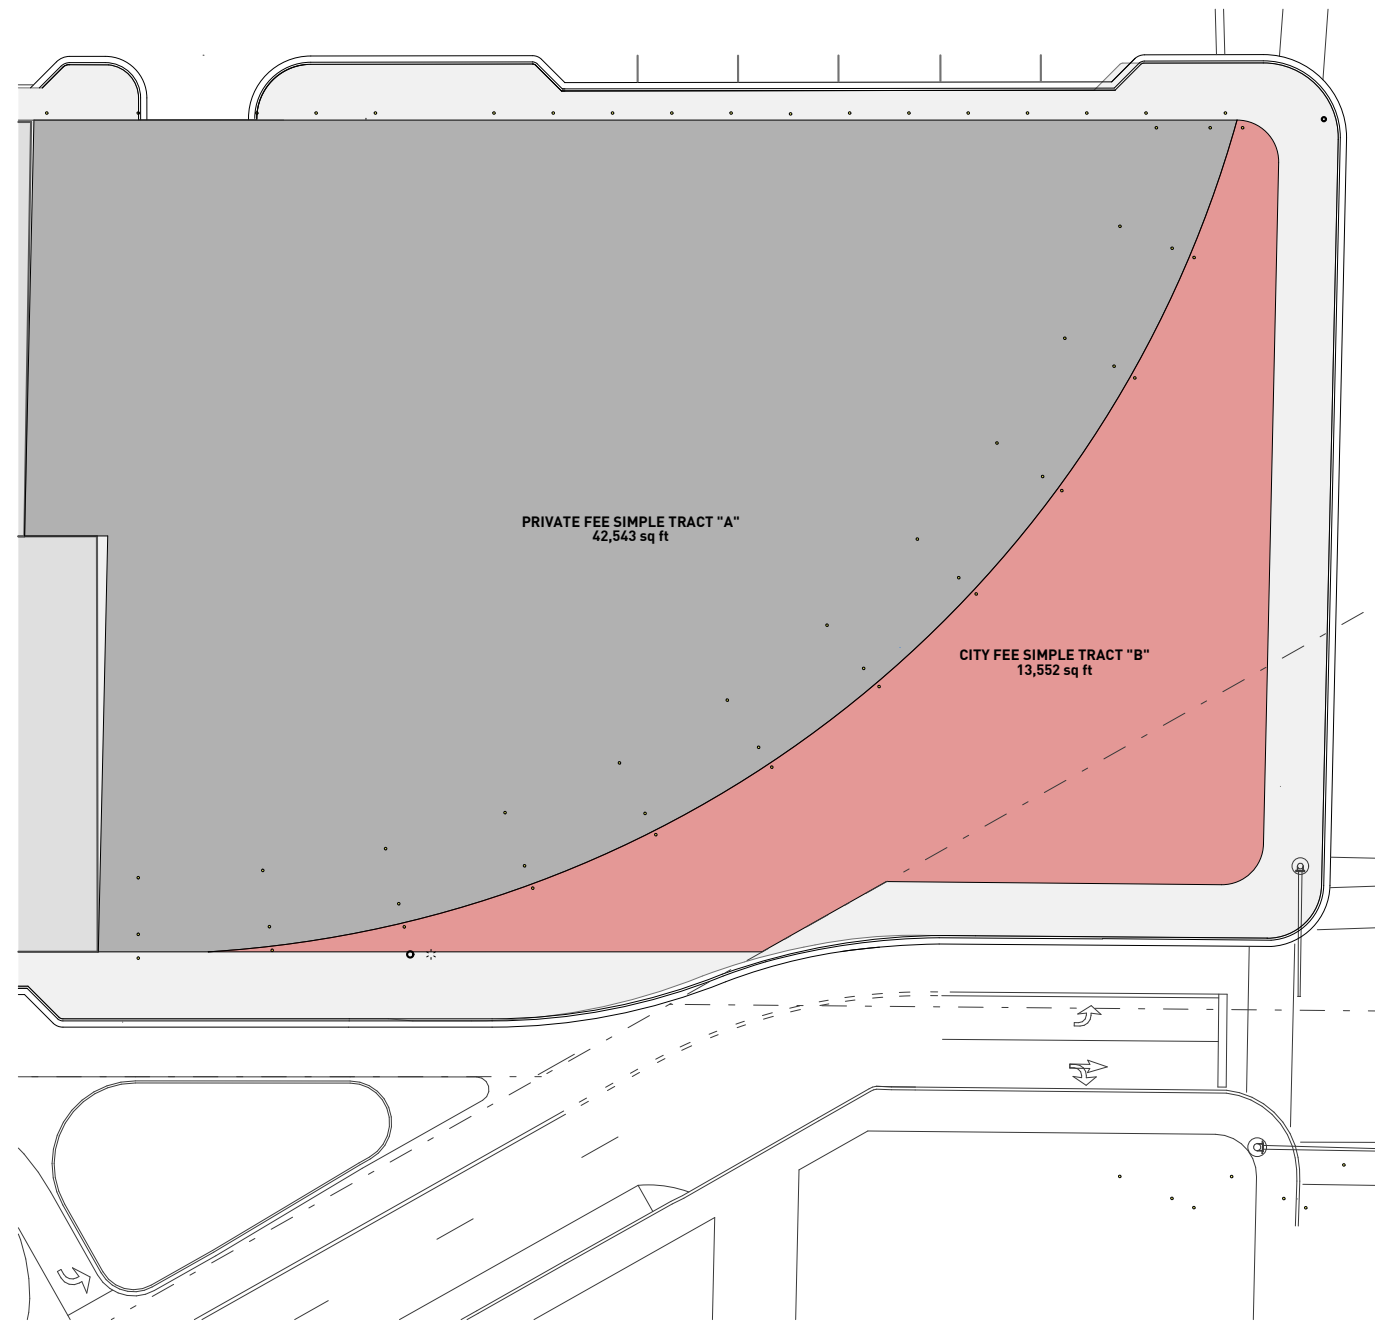 PRIVATE FEE SIMPLE TRACT "A"
42,543 sq ft
CITY FEE SIMPLE TRACT "B"
13,552 sq ft